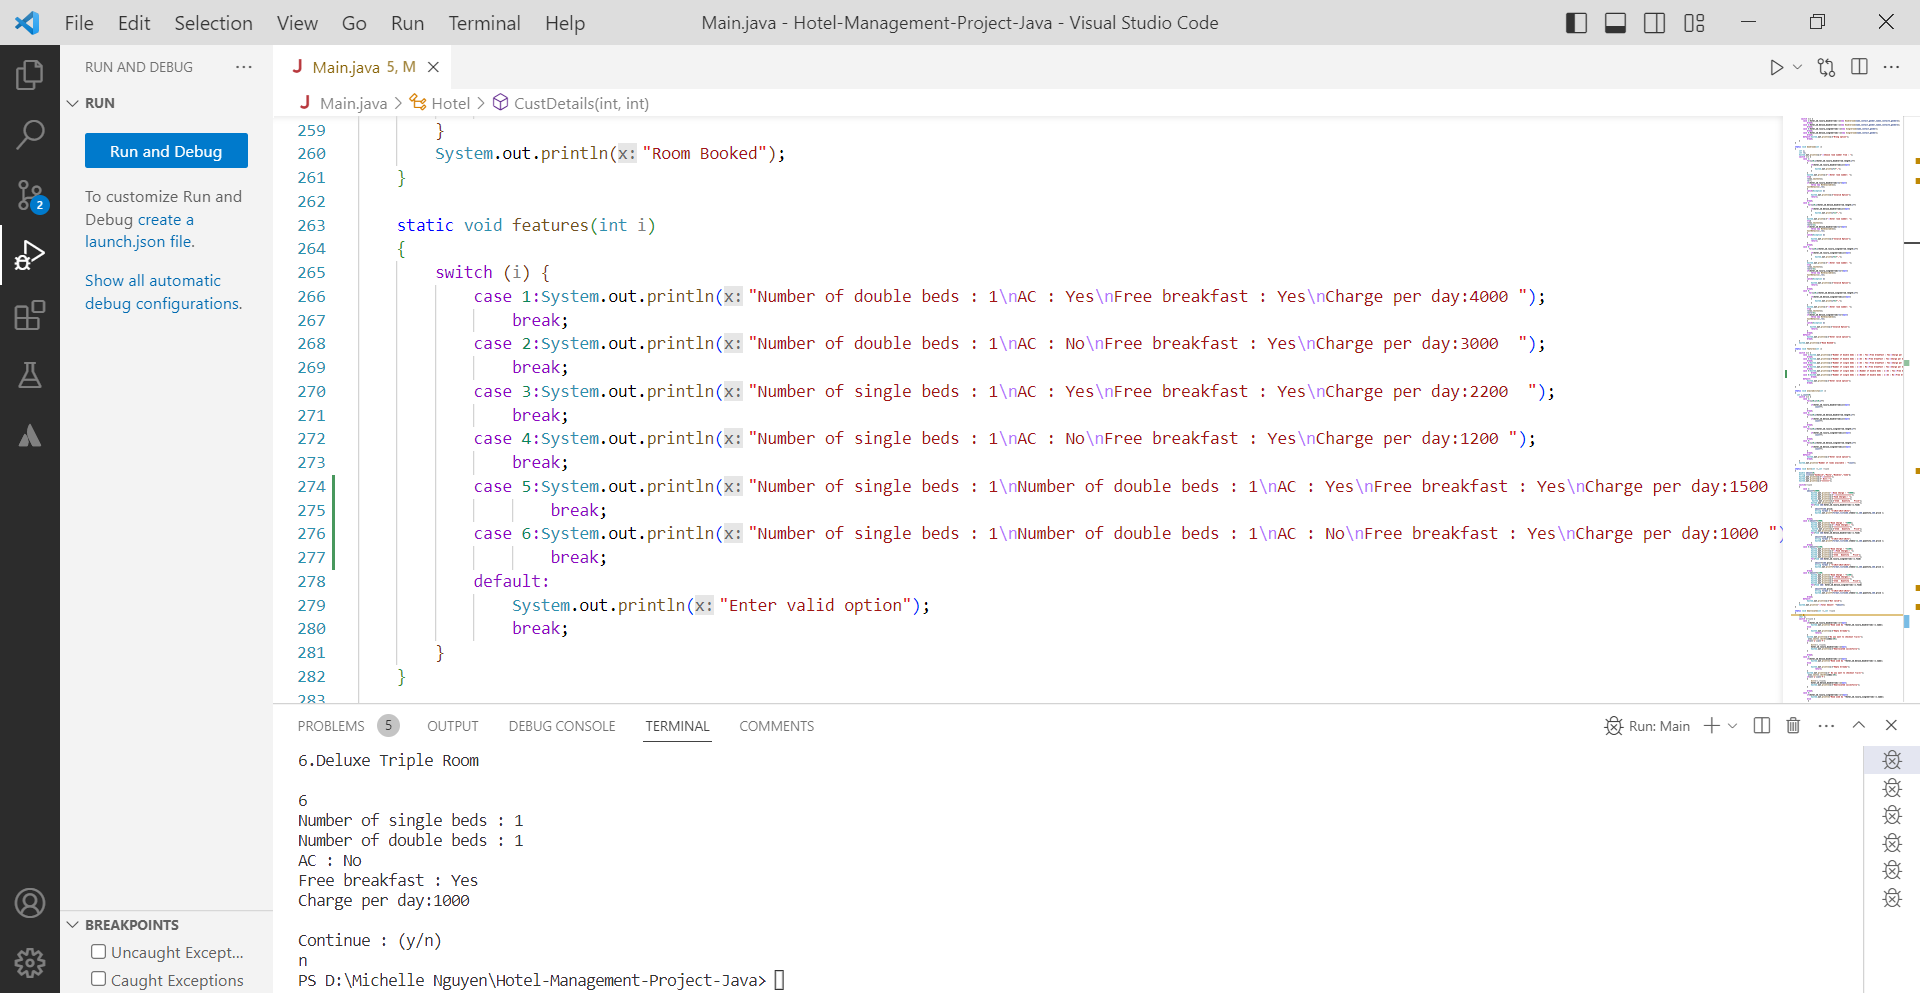 File Edit Selection View Go Run Terminal Help
Main.java - Hotel-Management-Project-Java - Visual Studio Code
RUN AND DEBUG
RUN
Run and Debug
To customize Run and
Debug create a
launch.json file.
Show all automatic
debug configurations.
2
BREAKPOINTS
Uncaught Except...
Caught Exceptions
J Main.java 5, M
J Main.java > Hotel > CustDetails(int, int)
259 }
260 System.out.println(x: "Room Booked");
261 }
262
263 static void features(int i)
264 {
265 switch (i) {
266 case 1:System.out.println(x: "Number of double beds : 1\nAC : Yes\nFree breakfast : Yes\nCharge per day:4000 ");
267 break;
268 case 2:System.out.println(x: "Number of double beds : 1\nAC : No\nFree breakfast : Yes\nCharge per day:3000  ");
269 break;
270 case 3:System.out.println(x: "Number of single beds : 1\nAC : Yes\nFree breakfast : Yes\nCharge per day:2200  ");
271 break;
272 case 4:System.out.println(x: "Number of single beds : 1\nAC : No\nFree breakfast : Yes\nCharge per day:1200 ");
273 break;
274 case 5:System.out.println(x: "Number of single beds : 1\nNumber of double beds : 1\nAC : Yes\nFree breakfast : Yes\nCharge per day:1500
275 break;
276 case 6:System.out.println(x: "Number of single beds : 1\nNumber of double beds : 1\nAC : No\nFree breakfast : Yes\nCharge per day:1000 ")
277 break;
278 default:
279 System.out.println(x: "Enter valid option");
280 break;
281 }
282 }
283
PROBLEMS 5 OUTPUT DEBUG CONSOLE TERMINAL COMMENTS
Run: Main
6.Deluxe Triple Room
6
Number of single beds : 1
Number of double beds : 1
AC : No
Free breakfast : Yes
Charge per day:1000
Continue : (y/n)
n
PS D:\Michelle Nguyen\Hotel-Management-Project-Java>